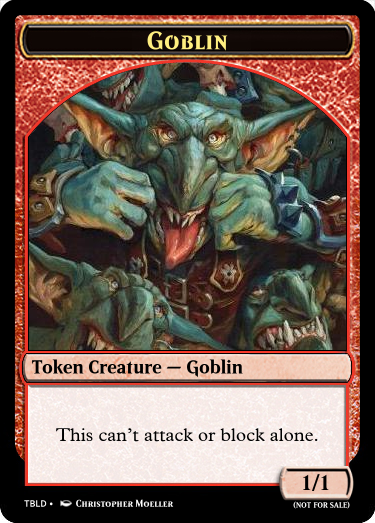 Goblin
Token Creature — Goblin
This can't attack or block alone.
1/1
TBLD • Christopher Moeller
(NOT FOR SALE)